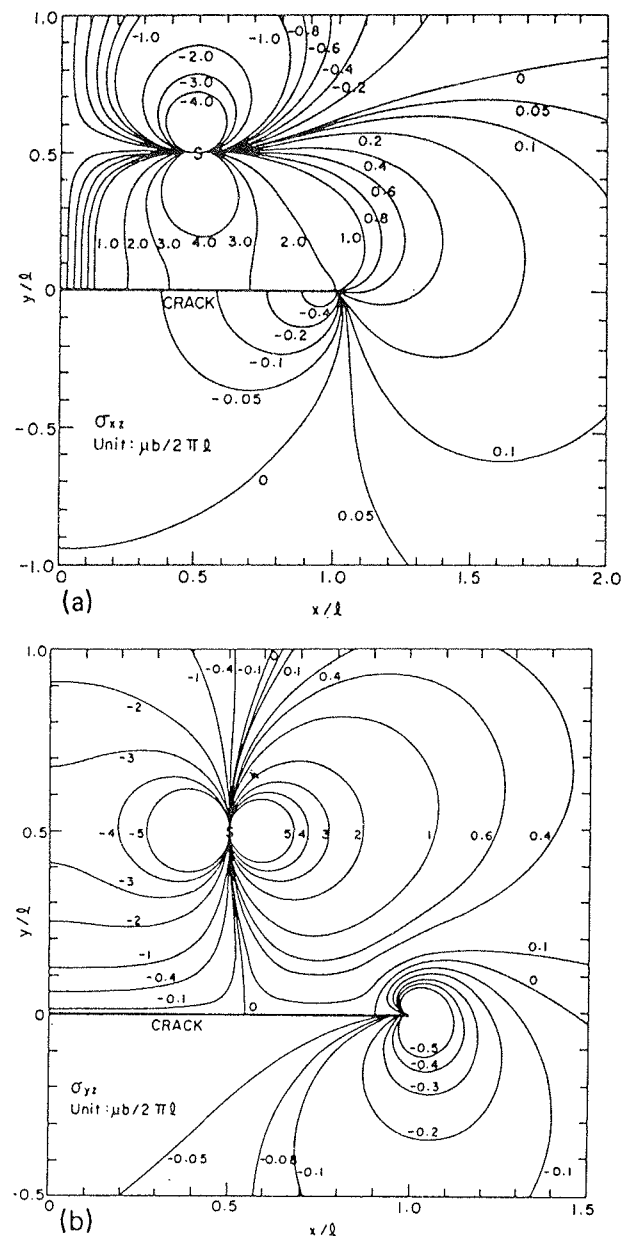 1.0
-1.0
-2.0
-3.0
-4.0
-1.0
-0.8
-0.6
-0.4
-0.2
0
0.05
0.1
0.5
S
0.2
0.4
0.6
0.8
1.0 2.0 3.0 4.0 3.0 2.0 1.0
y/ℓ
0
CRACK
-0.4
-0.2
-0.1
-0.05
σxz
Unit: μb/2πℓ
-0.5
0
0.1
0.05
-1.0
0 0.5 1.0 1.5 2.0
(a)
x/ℓ
1.0
-1 -0.4 -0.1 0 0.1 0.4
-2
-3
0.5
-4 -5 S 5 4 3 2 1 0.6 0.4
-3
-2
-1
-0.4
-0.1
y/ℓ
0.1
0
0
0
CRACK
-0.5
-0.4
-0.3
-0.2
σyz
Unit: μb/2πℓ
-0.05 -0.08 -0.1 -0.1
-0.5
0 0.5 1.0 1.5
(b)
x/ℓ